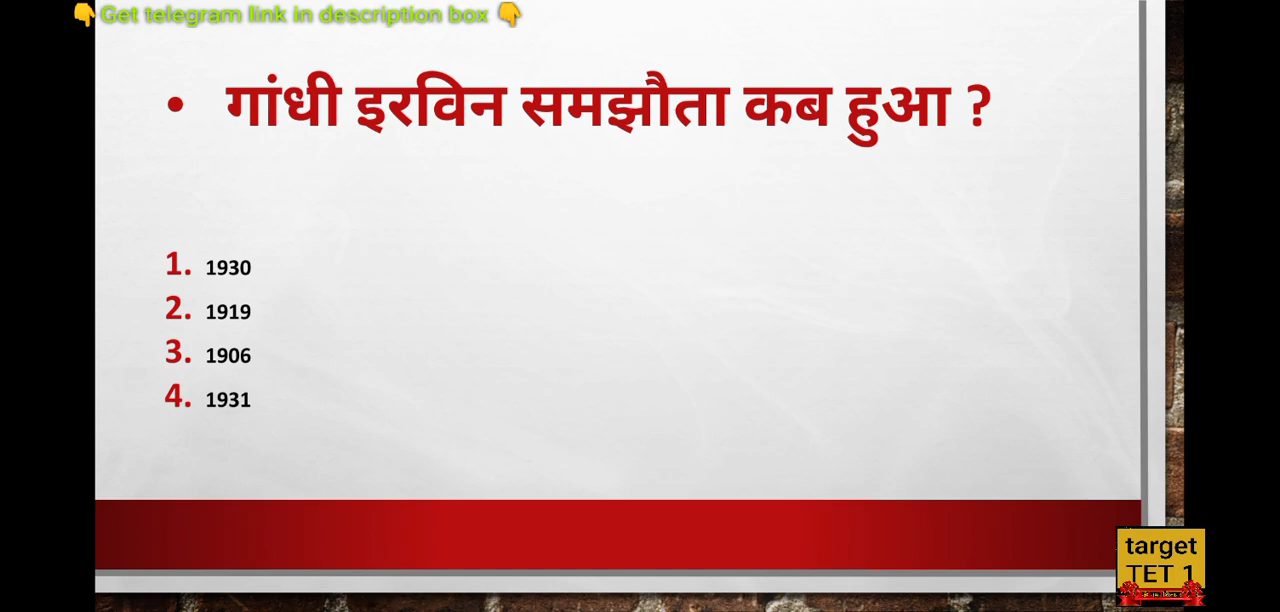 👇Get telegram link in description box 👇
• गांधी इरविन समझौता कब हुआ ?
1. 1930
2. 1919
3. 1906
4. 1931
target
TET 1